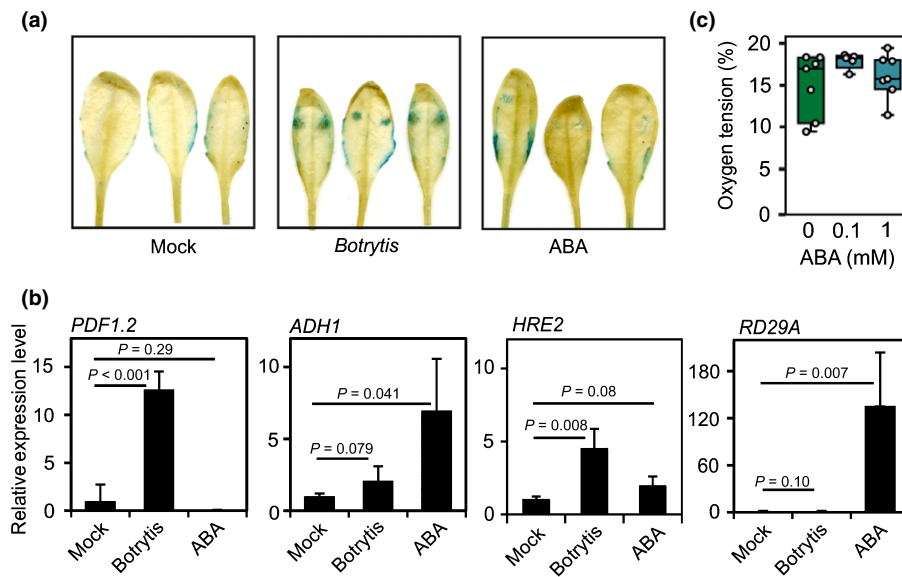 (a)
Mock
Botrytis
ABA
(c)
Oxygen tension (%)
20
15
10
5
0
0 0.1 1
ABA (mM)
(b)
Relative expression level
PDF1.2
15
10
5
0
P = 0.29
P < 0.001
Mock
Botrytis
ABA
ADH1
10
5
0
P = 0.041
P = 0.079
Mock
Botrytis
ABA
HRE2
10
5
0
P = 0.08
P = 0.008
Mock
Botrytis
ABA
RD29A
180
120
60
0
P = 0.007
P = 0.10
Mock
Botrytis
ABA